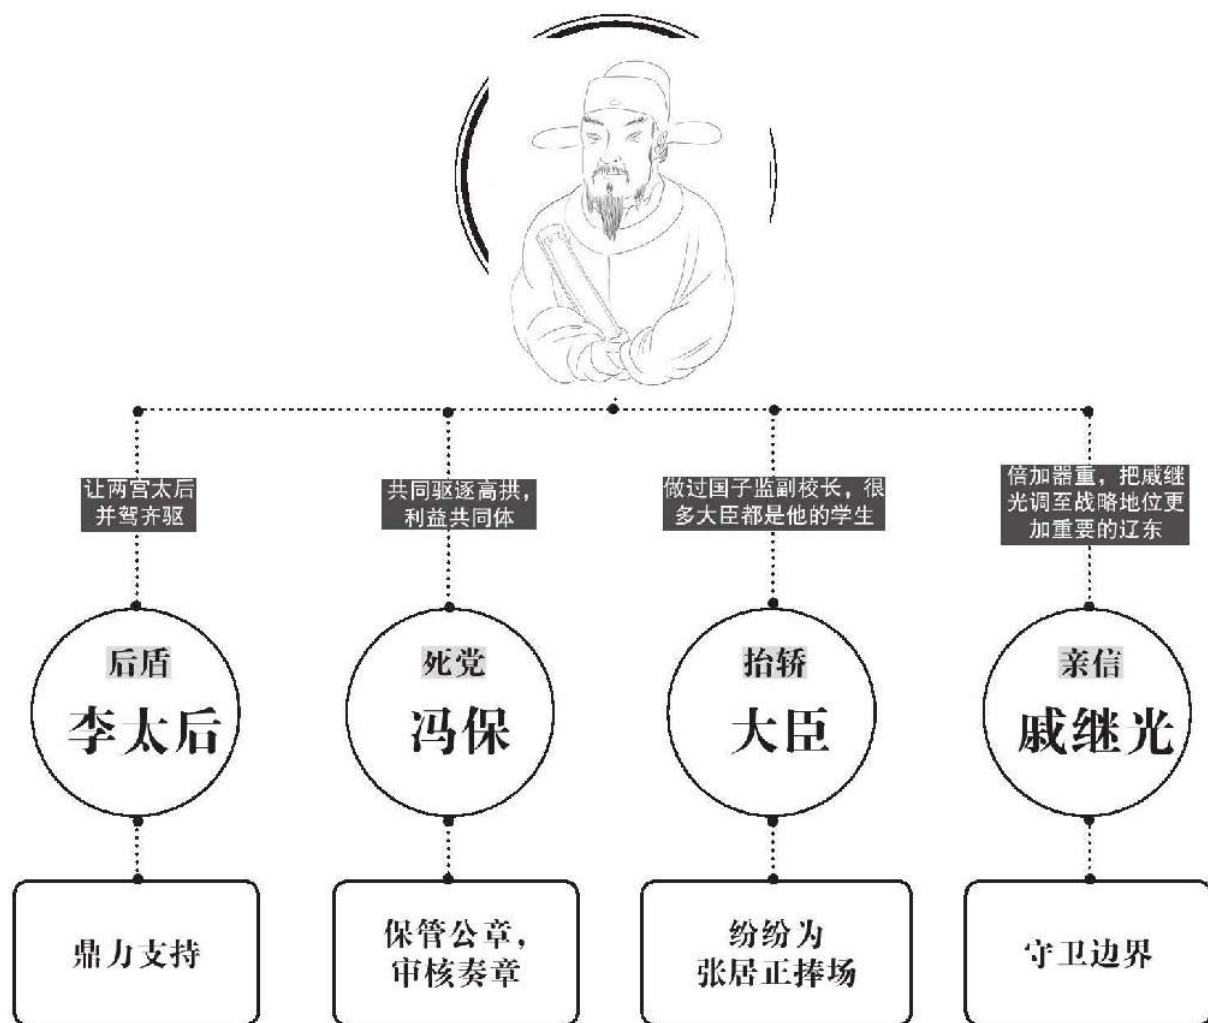 让两宫太后
并驾齐驱
共同驱逐高拱，
利益共同体
做过国子监副校长，很
多大臣都是他的学生
倍加器重，把戚继
光调至战略地位更
加重要的辽东
后盾
李太后
死党
冯保
抬轿
大臣
亲信
戚继光
鼎力支持
保管公章，
审核奏章
纷纷为
张居正捧场
守卫边界